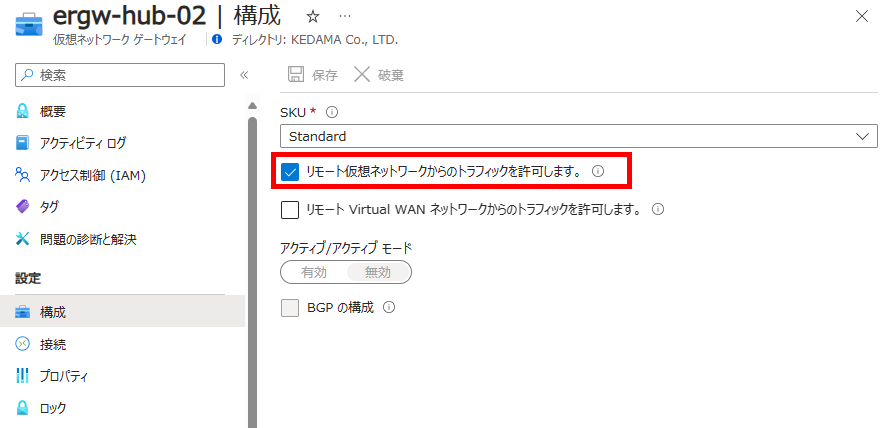 ergw-hub-02 | 構成
仮想ネットワーク ゲートウェイ
ディレクトリ: KEDAMA Co., LTD.
検索
概要
アクティビティ ログ
アクセス制御 (IAM)
タグ
問題の診断と解決
設定
構成
接続
プロパティ
ロック
保存
破棄
SKU *
Standard
リモート仮想ネットワークからのトラフィックを許可します。
リモート Virtual WAN ネットワークからのトラフィックを許可します。
アクティブ/アクティブ モード
有効 無効
BGP の構成